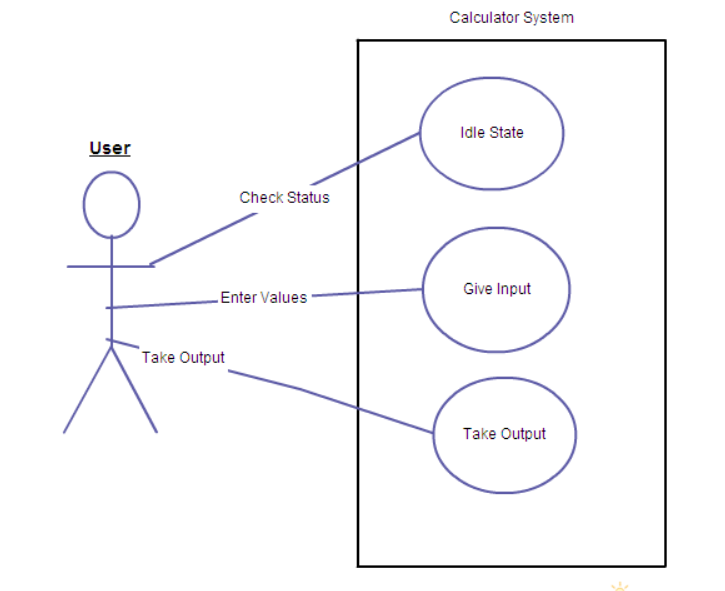 Calculator System
User
Idle State
Check Status
Enter Values
Give Input
Take Output
Take Output